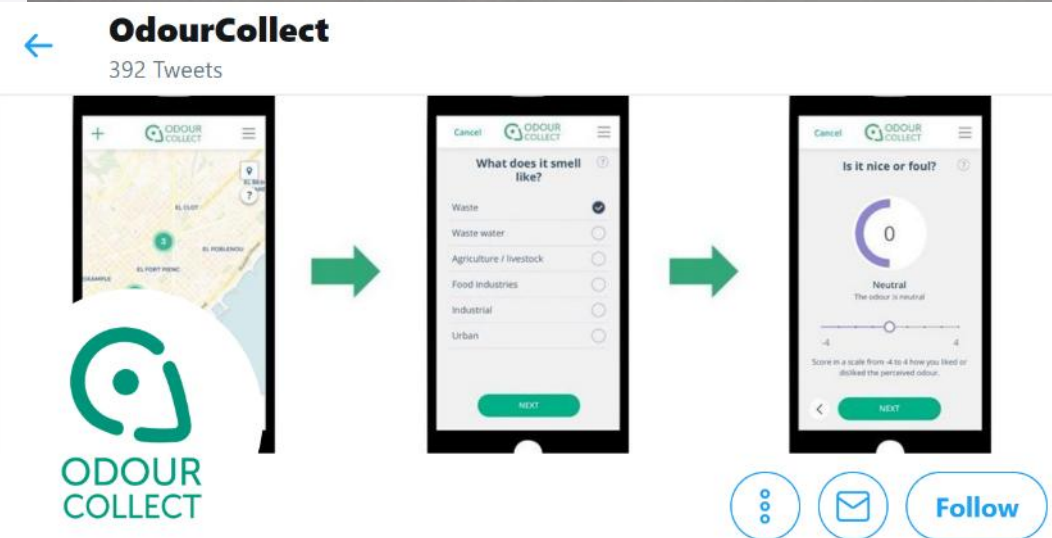 OdourCollect
392 Tweets
ODOUR
COLLECT
EL CLOT
3
EL POBLENOU
EL FORT PIENC
Cancel
ODOUR
COLLECT
What does it smell
like?
Waste
Waste water
Agriculture / livestock
Food industries
Industrial
Urban
NEXT
Cancel
ODOUR
COLLECT
Is it nice or foul?
0
Neutral
The odour is neutral
-4 4
Score in a scale from -4 to 4 how you liked or
disliked the perceived odour.
NEXT
ODOUR
COLLECT
Follow